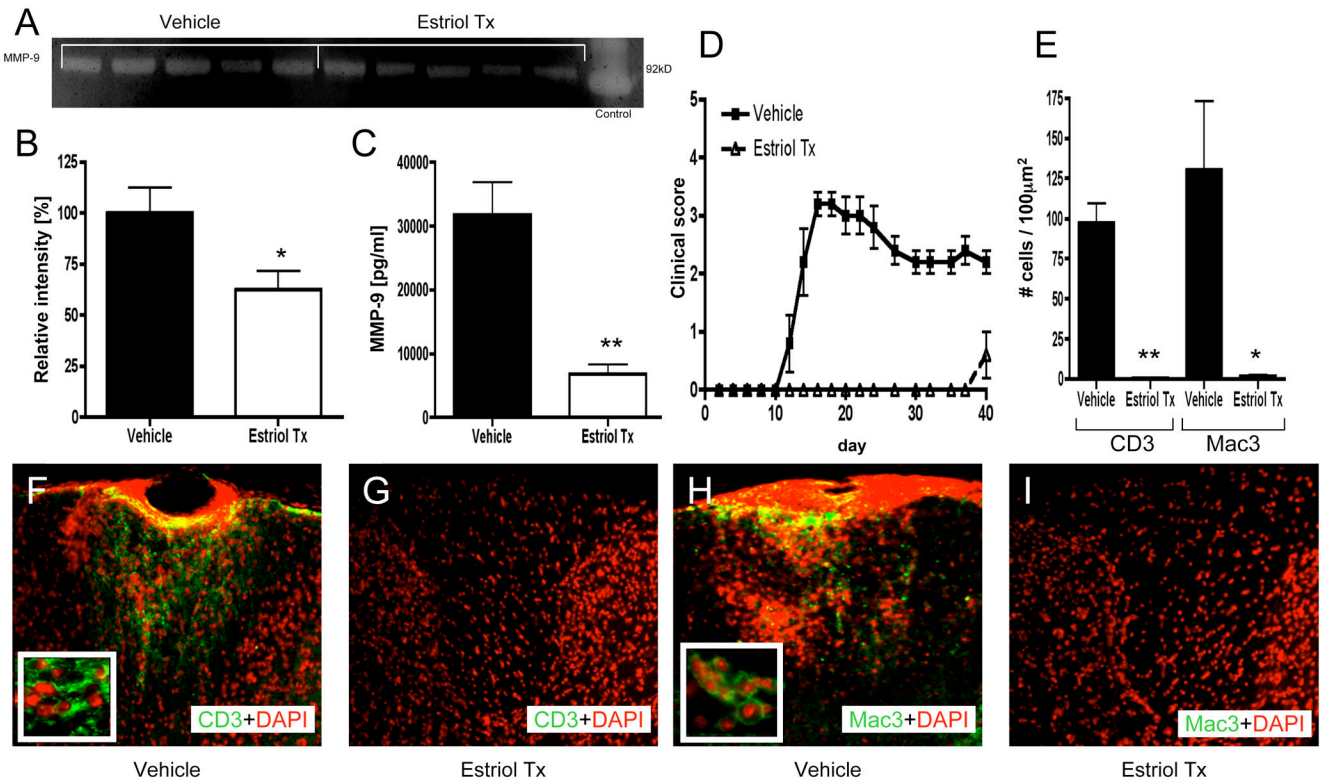 A
Vehicle
Estriol Tx
MMP-9
92kD
Control
B
Relative intensity [%]
125
100
75
50
25
0
*
Vehicle
Estriol Tx
C
MMP-9 [pg/ml]
40000
30000
20000
10000
0
**
Vehicle
Estriol Tx
D
Clinical score
5
4
3
2
1
0
Vehicle
Estriol Tx
0
10
20
30
40
day
E
# cells / 100µm²
175
150
125
100
75
50
25
0
**
*
Vehicle
Estriol Tx
Vehicle
Estriol Tx
CD3
Mac3
F
CD3+DAPI
Vehicle
G
CD3+DAPI
Estriol Tx
H
Mac3+DAPI
Vehicle
I
Mac3+DAPI
Estriol Tx